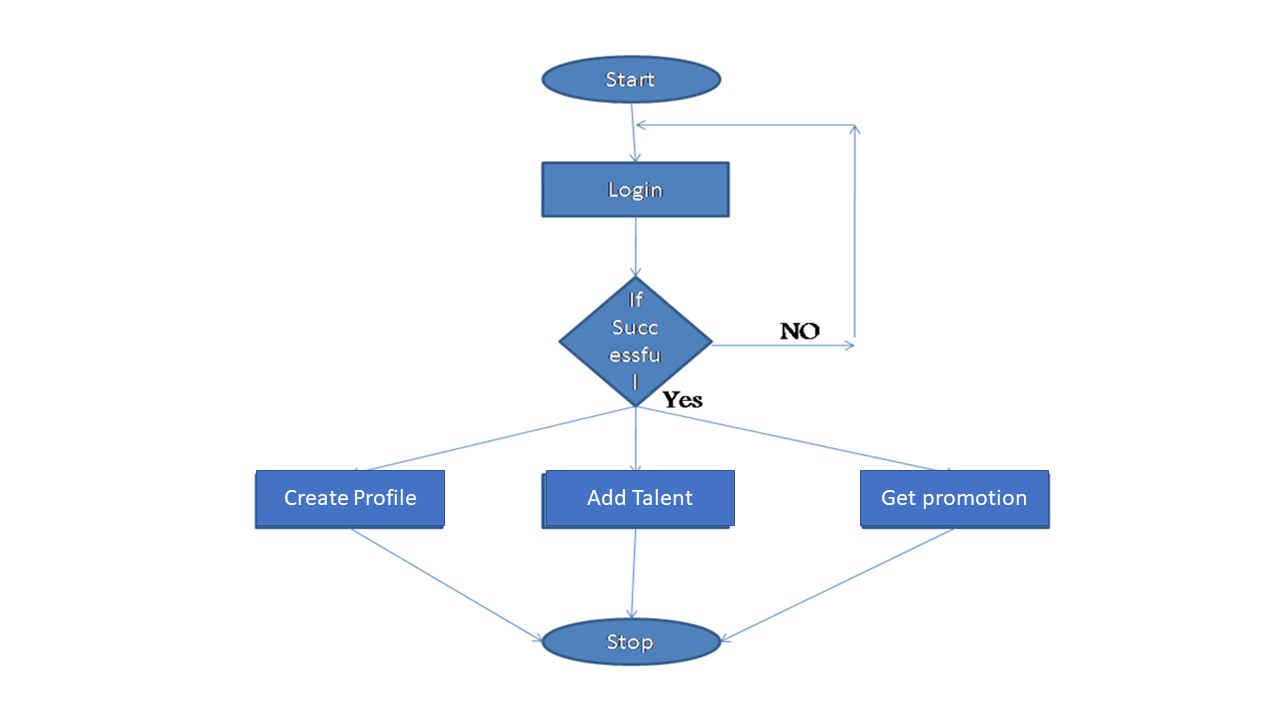 Start
Login
If
Succ
essfu
l
NO
Yes
Create Profile
Add Talent
Get promotion
Stop